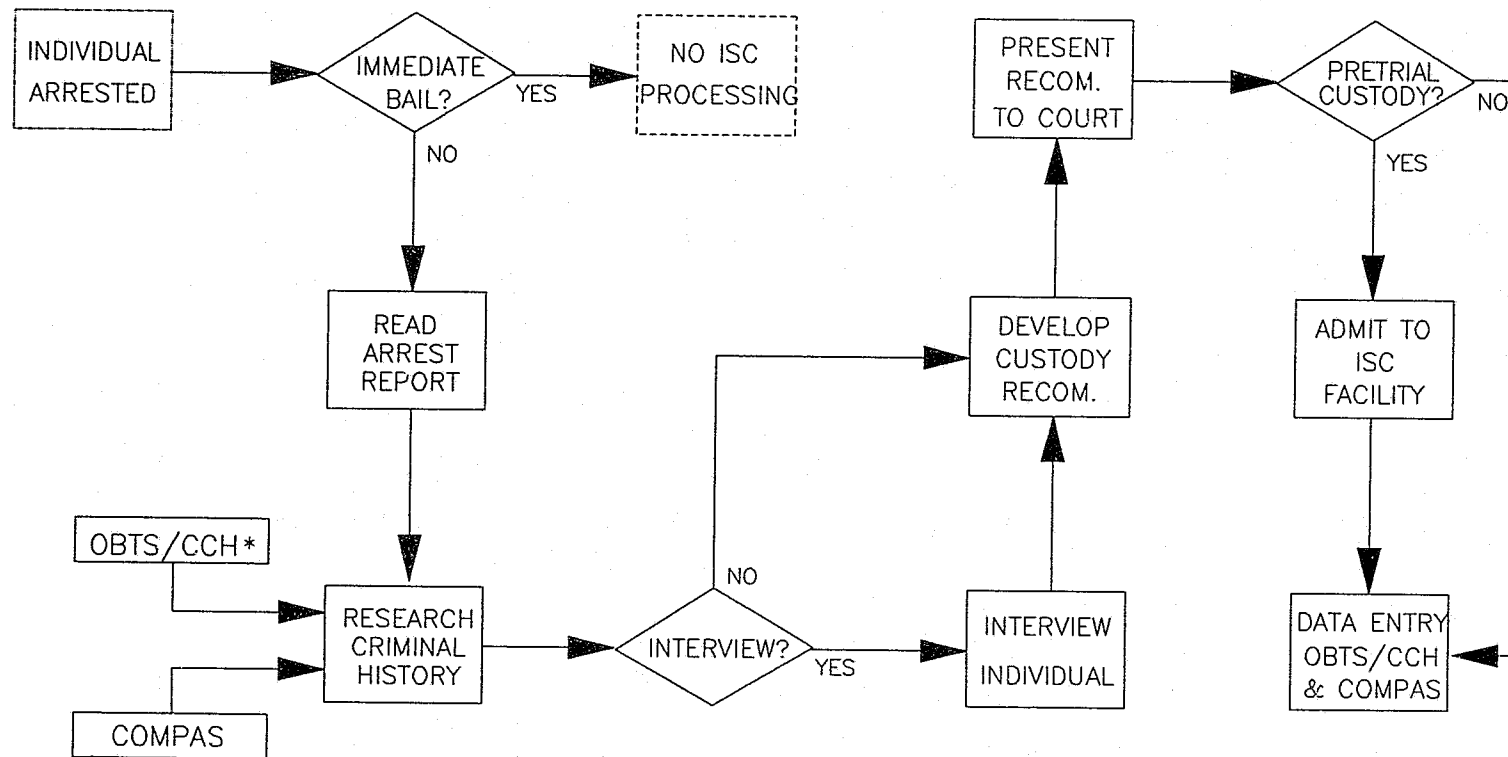 INDIVIDUAL
ARRESTED
IMMEDIATE
BAIL?
YES
NO
NO ISC
PROCESSING
READ
ARREST
REPORT
OBTS/CCH*
COMPAS
RESEARCH
CRIMINAL
HISTORY
INTERVIEW?
NO
YES
INTERVIEW
INDIVIDUAL
DEVELOP
CUSTODY
RECOM.
PRESENT
RECOM.
TO COURT
PRETRIAL
CUSTODY?
NO
YES
ADMIT TO
ISC
FACILITY
DATA ENTRY
OBTS/CCH
& COMPAS